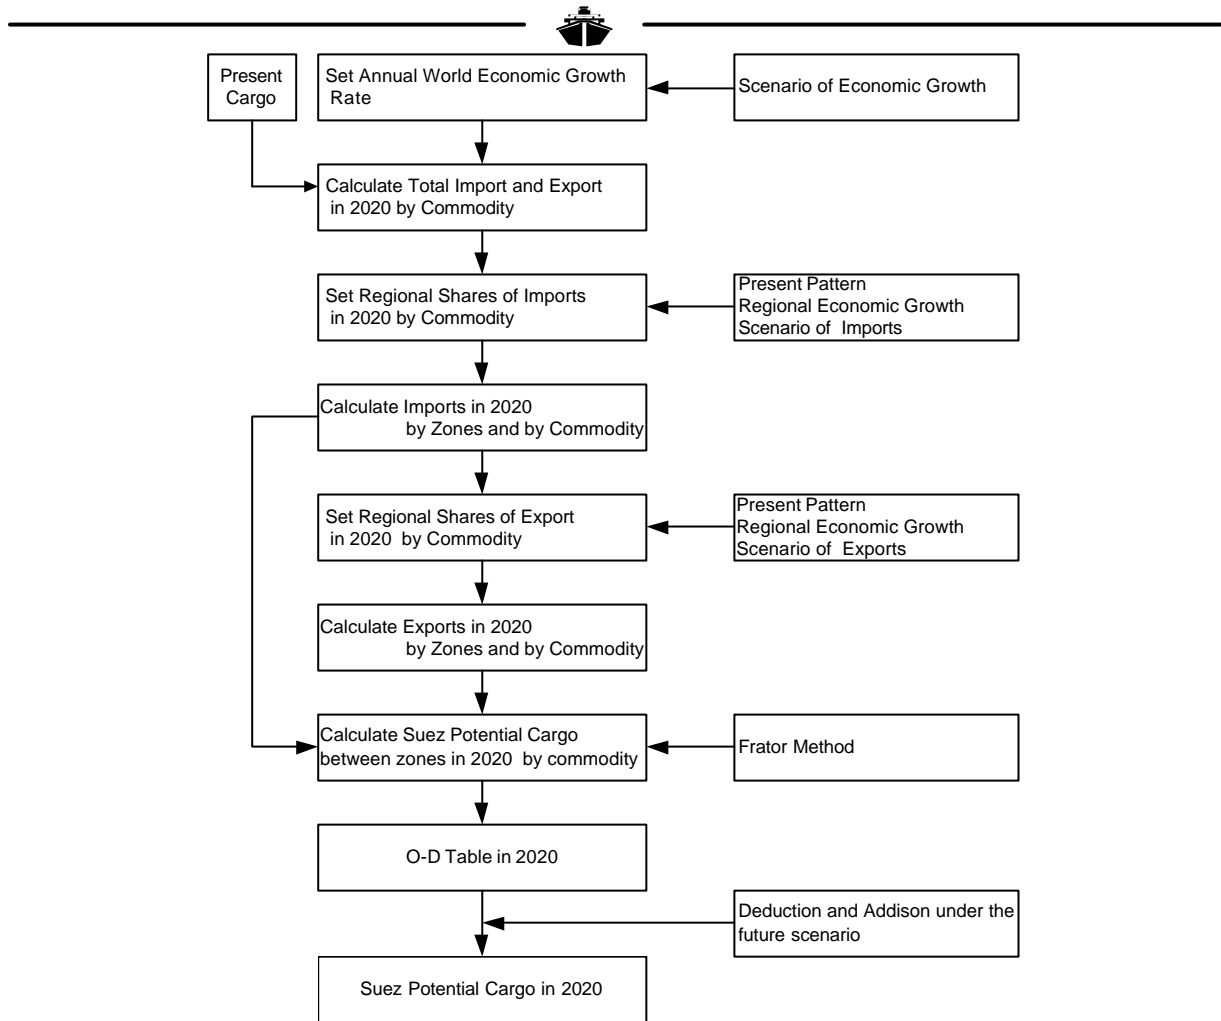 Present
Cargo
Set Annual World Economic Growth
Rate
Scenario of Economic Growth
Calculate Total Import and Export
in 2020 by Commodity
Set Regional Shares of Imports
in 2020 by Commodity
Present Pattern
Regional Economic Growth
Scenario of Imports
Calculate Imports in 2020
by Zones and by Commodity
Set Regional Shares of Export
in 2020 by Commodity
Present Pattern
Regional Economic Growth
Scenario of Exports
Calculate Exports in 2020
by Zones and by Commodity
Calculate Suez Potential Cargo
between zones in 2020 by commodity
Frator Method
O-D Table in 2020
Deduction and Addison under the
future scenario
Suez Potential Cargo in 2020